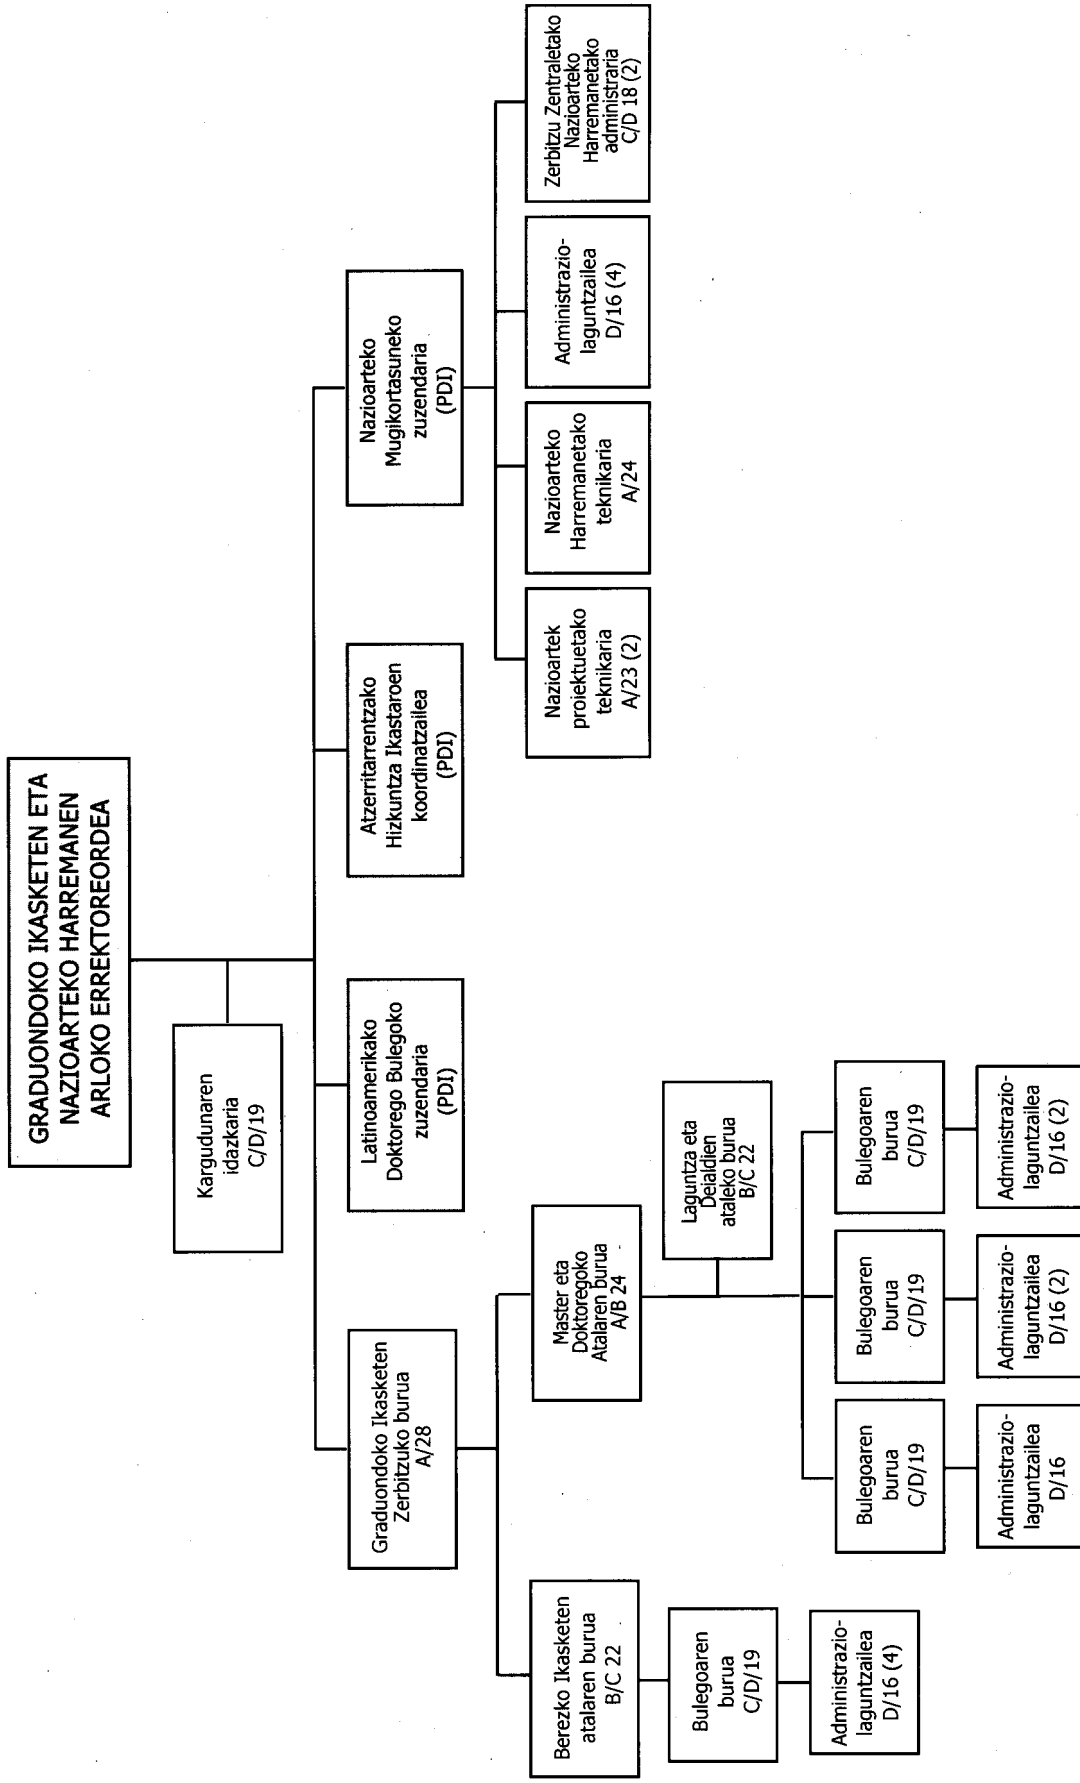 GRADUONDOKO IKASKETEN ETA
NAZIOARTEKO HARREMANEN
ARLOKO ERREKTOREORDEA
Kargudunaren
idazkaria
C/D/19
Graduondoko Ikasketen
Zerbitzuko burua
A/28
Latinoamerikako
Doktorego Bulegoko
zuzendaria
(PDI)
Atzerritarrentzako
Hizkuntza Ikastaroen
koordinatzailea
(PDI)
Nazioarteko
Mugikortasuneko
zuzendaria
(PDI)
Berezko Ikasketen
atalaren burua
B/C 22
Master eta
Doktoregoko
Atalaren burua
A/B 24
Nazioartek
proiektuetako
teknikaria
A/23 (2)
Nazioarteko
Harremanetako
teknikaria
A/24
Administrazio-
laguntzailea
D/16 (4)
Zerbitzu Zentraletako
Nazioarteko
Harremanetako
administraria
C/D 18 (2)
Laguntza eta
Deialdien
ataleko burua
B/C 22
Bulegoaren
burua
C/D/19
Administrazio-
laguntzailea
D/16 (4)
Bulegoaren
burua
C/D/19
Bulegoaren
burua
C/D/19
Bulegoaren
burua
C/D/19
Administrazio-
laguntzailea
D/16
Administrazio-
laguntzailea
D/16 (2)
Administrazio-
laguntzailea
D/16 (2)